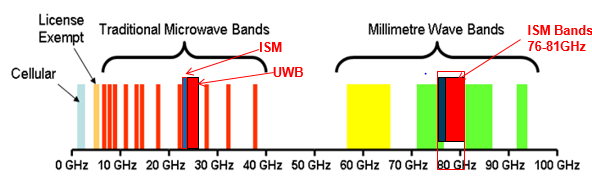 License
Exempt
Traditional Microwave Bands
Millimetre Wave Bands
ISM Bands
76-81GHz
ISM
UWB
Cellular
0 GHz 10 GHz 20 GHz 30 GHz 40 GHz 50 GHz 60 GHz 70 GHz 80 GHz 90 GHz 100 GHz